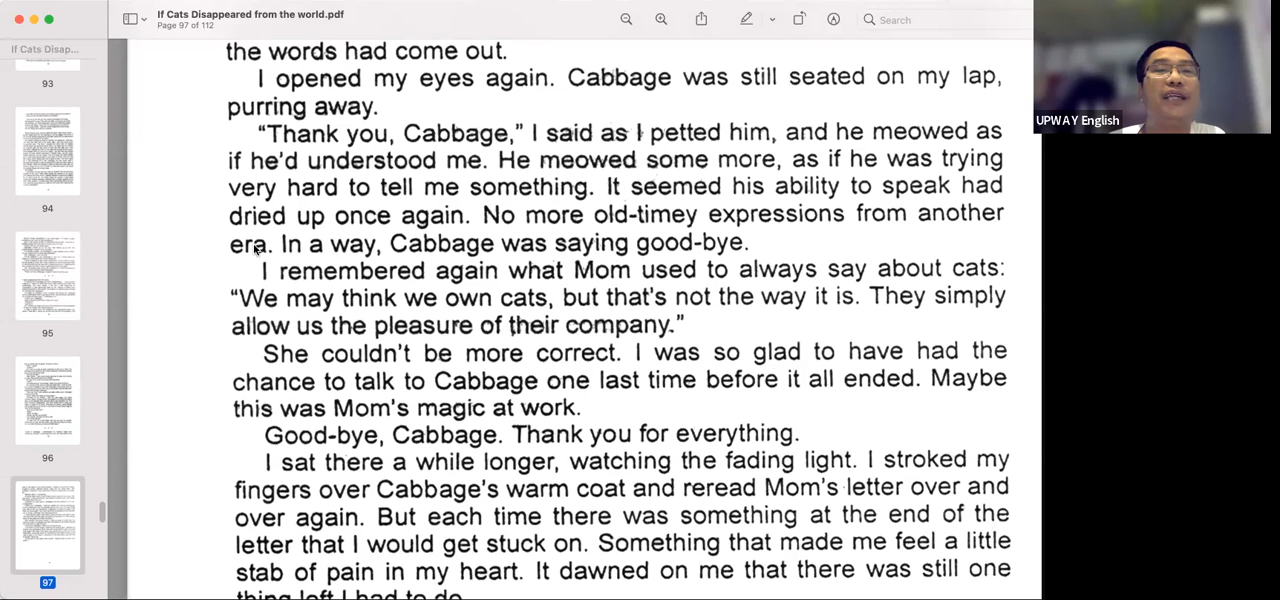 If Cats Disappeared from the world.pdf
Page 97 of 112
Search
If Cats Disap...
93
94
95
96
97
UPWAY English
the words had come out.
I opened my eyes again. Cabbage was still seated on my lap,
purring away.
“Thank you, Cabbage,” I said as I petted him, and he meowed as
if he’d understood me. He meowed some more, as if he was trying
very hard to tell me something. It seemed his ability to speak had
dried up once again. No more old-timey expressions from another
era. In a way, Cabbage was saying good-bye.
I remembered again what Mom used to always say about cats:
“We may think we own cats, but that’s not the way it is. They simply
allow us the pleasure of their company.”
She couldn’t be more correct. I was so glad to have had the
chance to talk to Cabbage one last time before it all ended. Maybe
this was Mom’s magic at work.
Good-bye, Cabbage. Thank you for everything.
I sat there a while longer, watching the fading light. I stroked my
fingers over Cabbage’s warm coat and reread Mom’s letter over and
over again. But each time there was something at the end of the
letter that I would get stuck on. Something that made me feel a little
stab of pain in my heart. It dawned on me that there was still one
thing left I had to do.